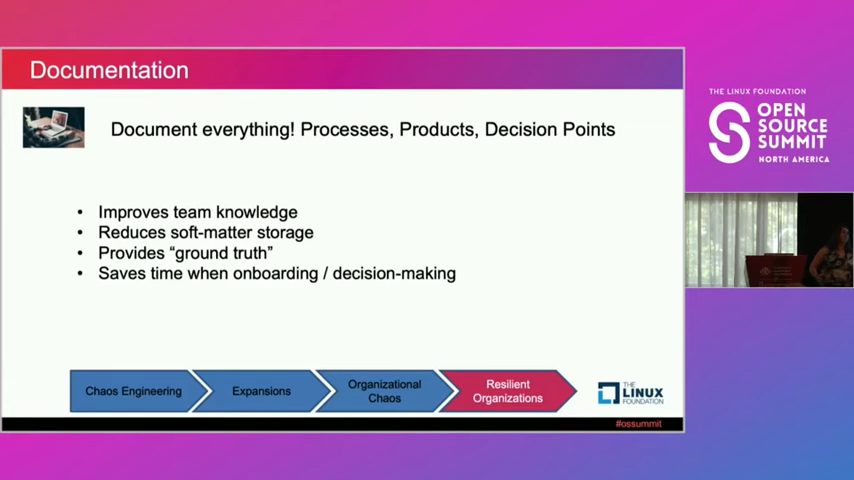 Documentation
Document everything! Processes, Products, Decision Points
• Improves team knowledge
• Reduces soft-matter storage
• Provides “ground truth”
• Saves time when onboarding / decision-making
Chaos Engineering
Expansions
Organizational
Chaos
Resilient
Organizations
THE
LINUX
FOUNDATION
#ossummit
THE LINUX FOUNDATION
OPEN
SOURCE
SUMMIT
NORTH AMERICA